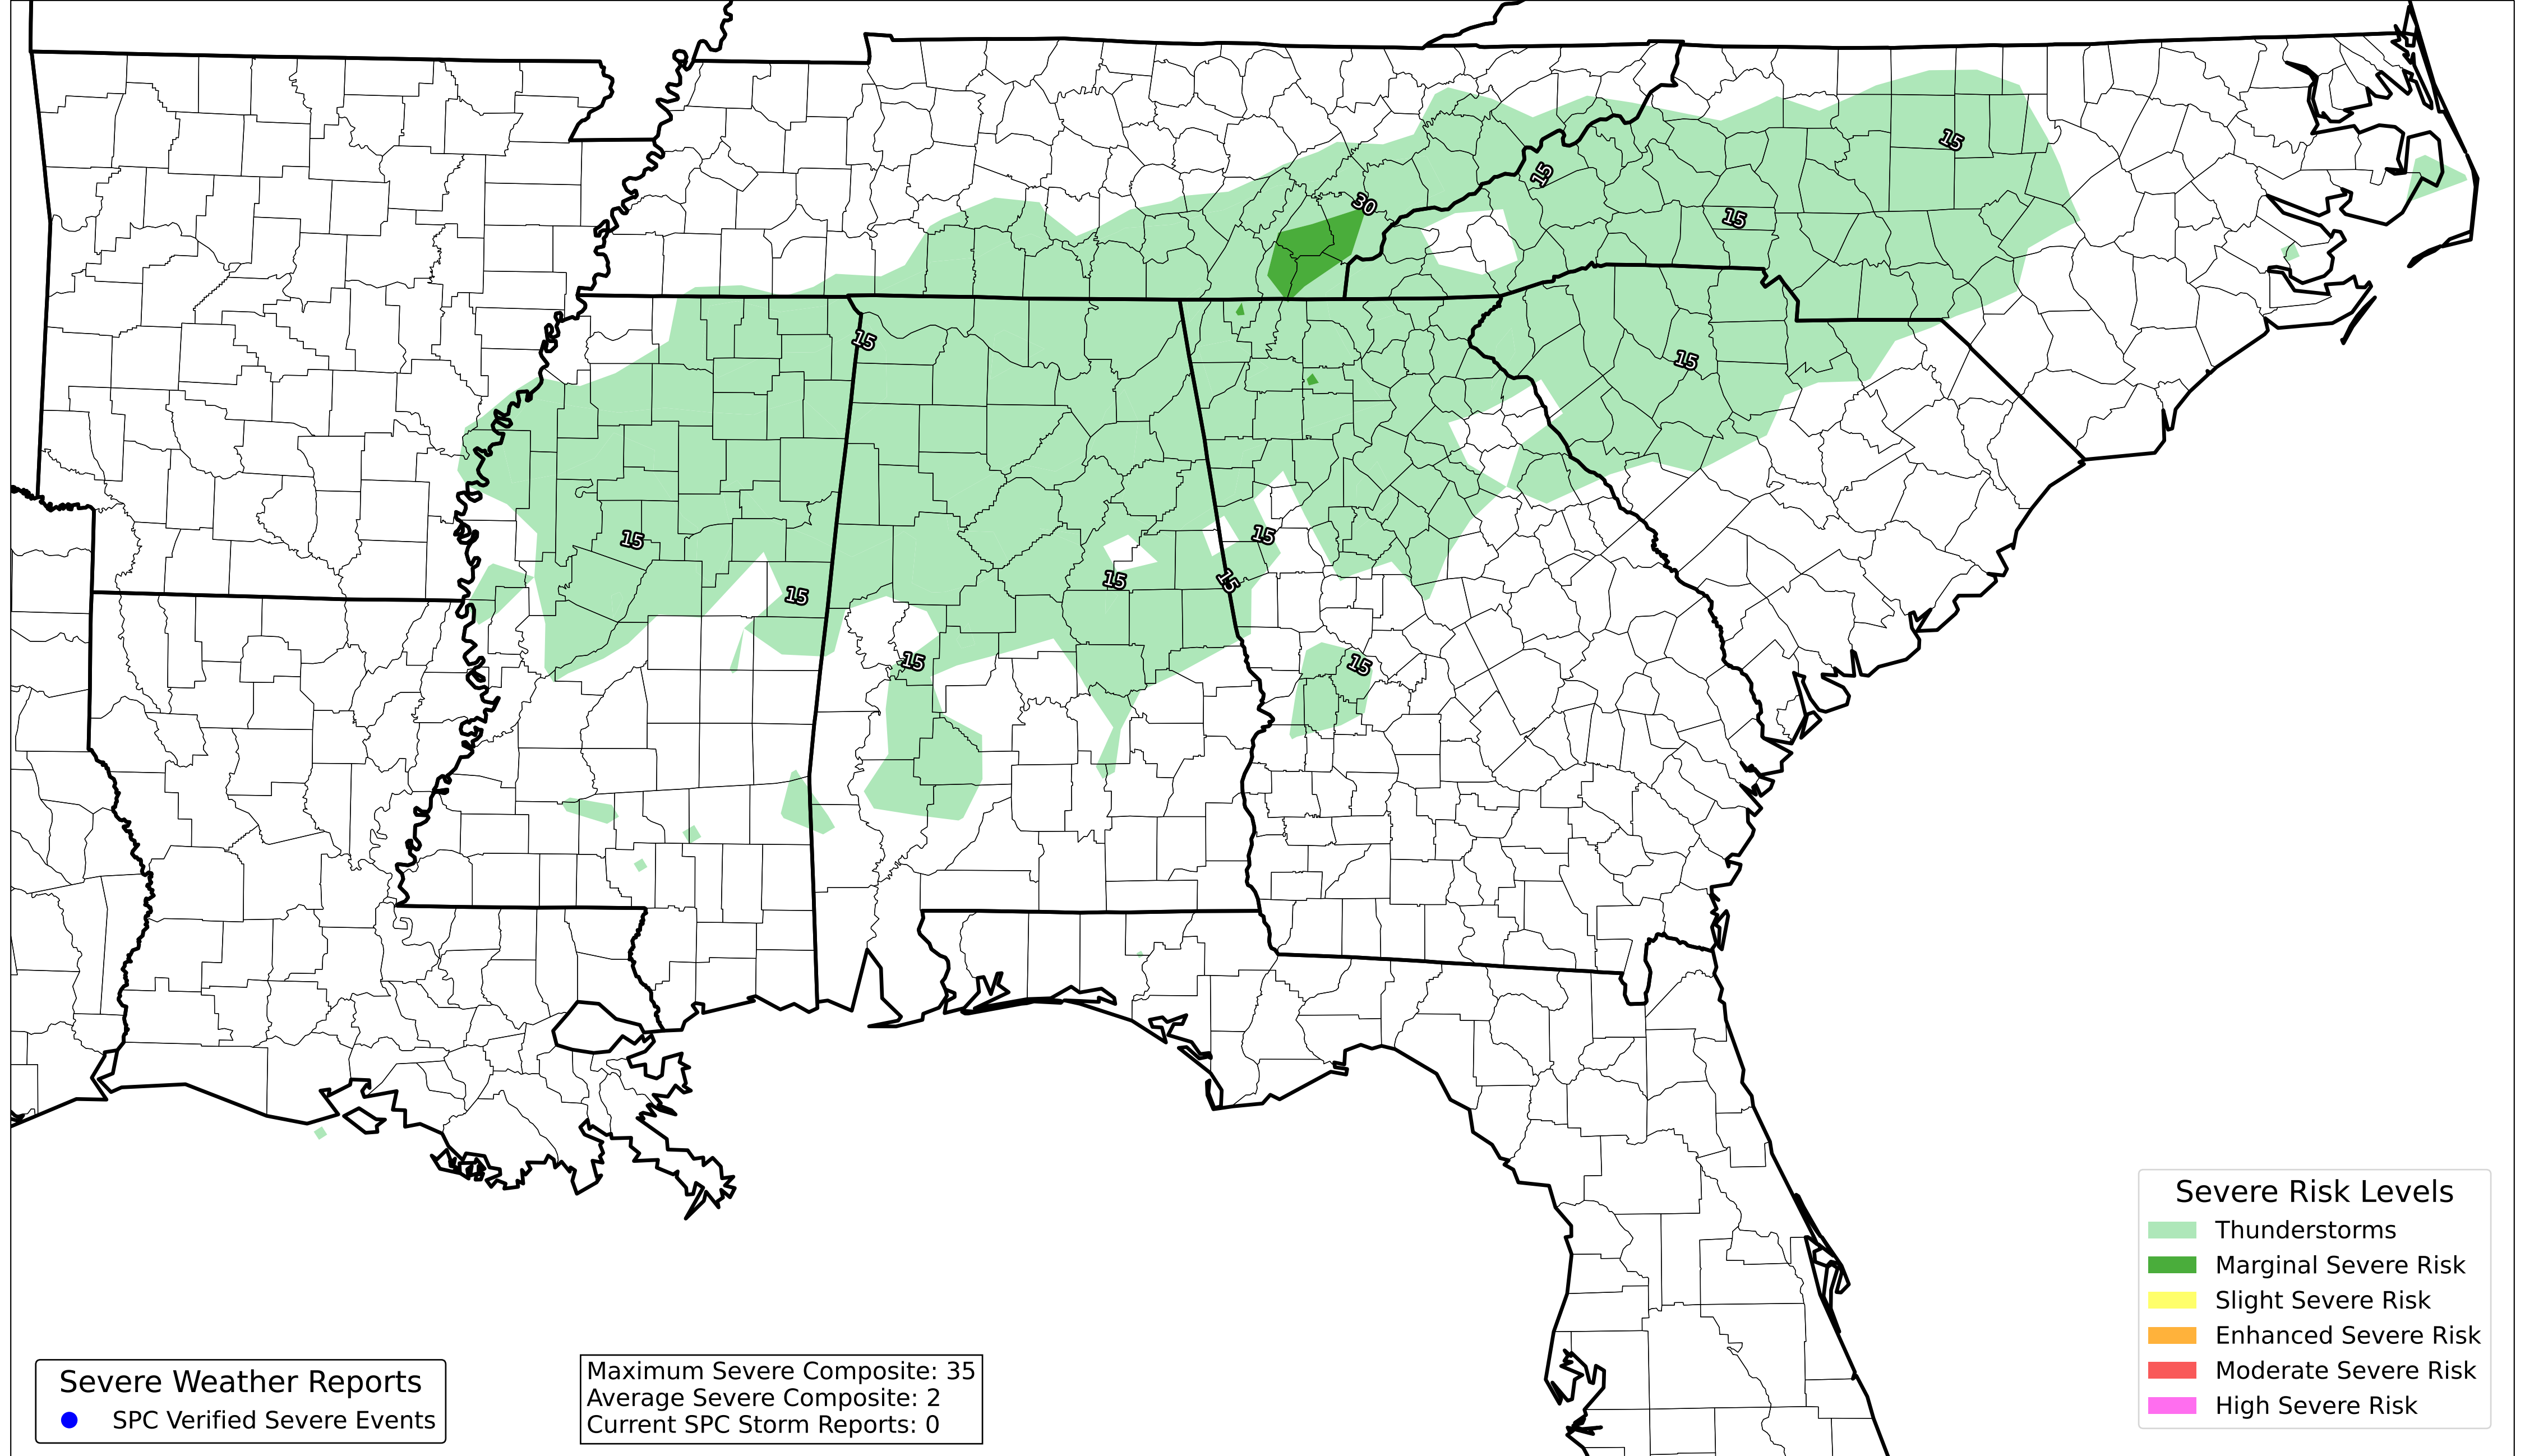 15
15
30
15
15
15
15
15
15
15
15
15
15
Severe Risk Levels
Thunderstorms
Marginal Severe Risk
Slight Severe Risk
Enhanced Severe Risk
Moderate Severe Risk
High Severe Risk
Severe Weather Reports
SPC Verified Severe Events
Maximum Severe Composite: 35
Average Severe Composite: 2
Current SPC Storm Reports: 0